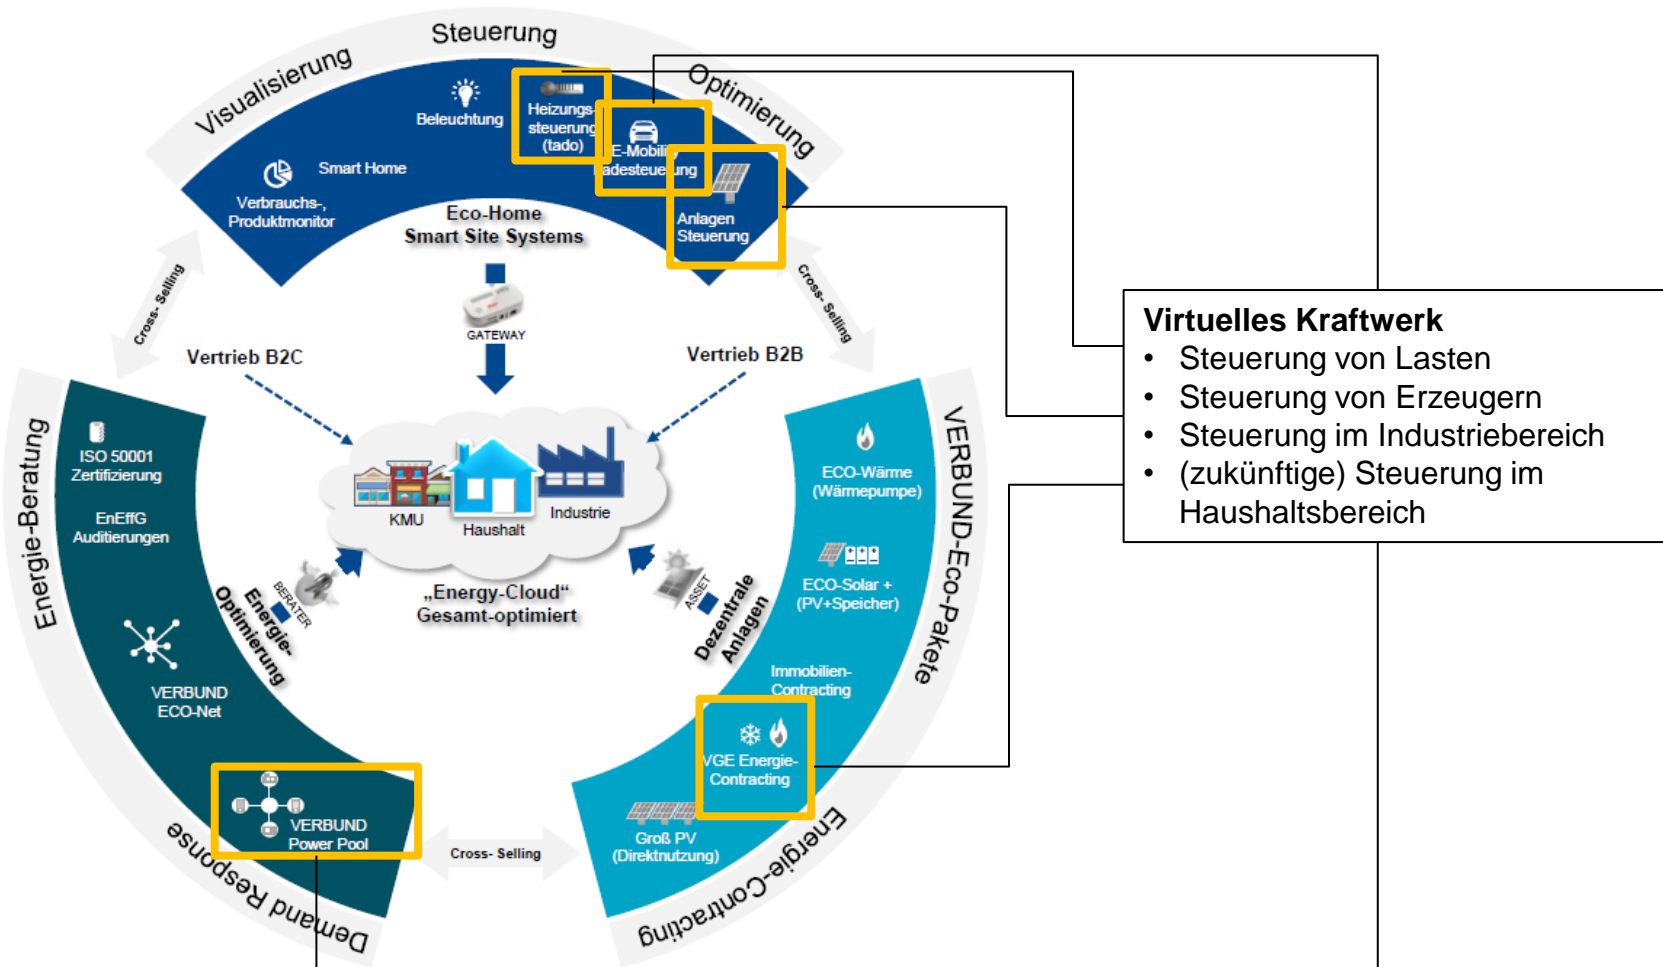 Steuerung
Visualisierung
Optimierung
Beleuchtung
Heizungs-
steuerung
(tado)
E-Mobility
Ladesteuerung
Smart Home
Verbrauchs-,
Produktmonitor
Anlagen
Steuerung
Eco-Home
Smart Site Systems
GATEWAY
Cross- Selling
Cross- Selling
Vertrieb B2C
Vertrieb B2B
Virtuelles Kraftwerk
• Steuerung von Lasten
• Steuerung von Erzeugern
• Steuerung im Industriebereich
• (zukünftige) Steuerung im
Haushaltsbereich
Energie-Beratung
ISO 50001
Zertifizierung
EnEffG
Auditierungen
VERBUND
ECO-Net
VERBUND
Power Pool
Demand Response
KMU
Haushalt
Industrie
„Energy-Cloud“
Gesamt-optimiert
BERATER
Energie-
Optimierung
ASSET
Dezentrale
Anlagen
VERBUND-Eco-Pakete
ECO-Wärme
(Wärmepumpe)
ECO-Solar +
(PV+Speicher)
Immobilien-
Contracting
VGE Energie-
Contracting
Groß PV
(Direktnutzung)
Energie-Contracting
Cross- Selling